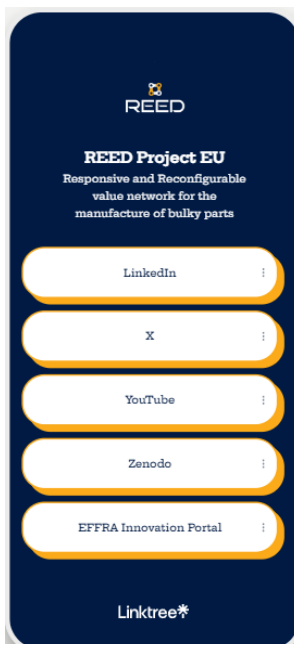 REED
REED Project EU
Responsive and Reconfigurable
value network for the
manufacture of bulky parts
LinkedIn
X
YouTube
Zenodo
EFFRA Innovation Portal
Linktree